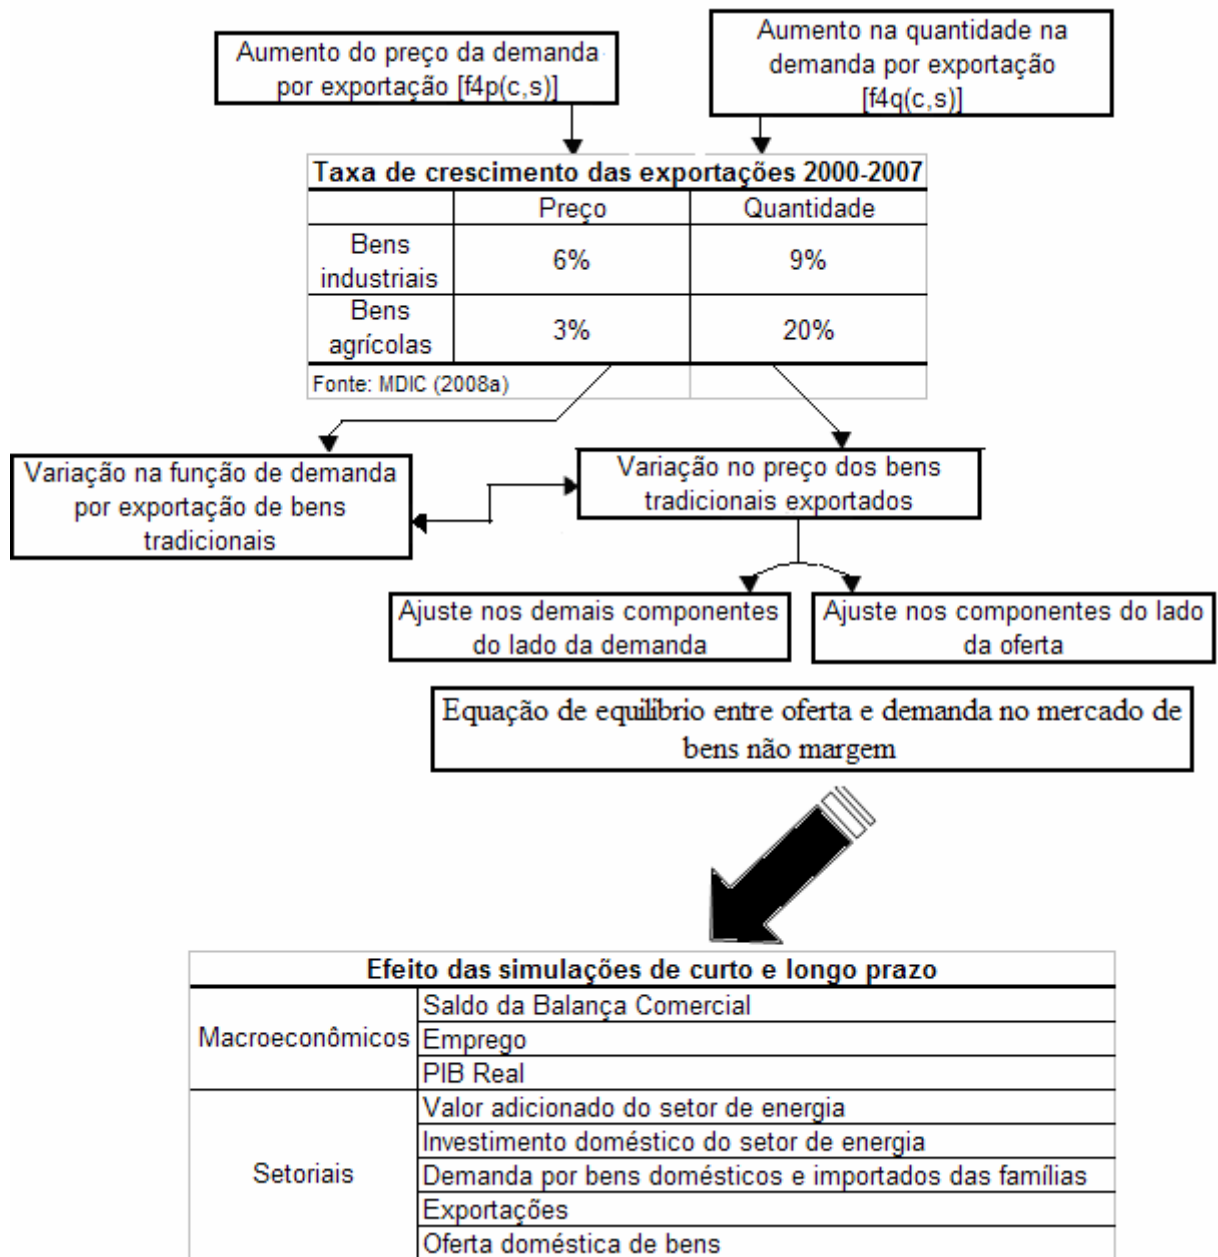 Aumento do preço da demanda
por exportação [f4p(c,s)]
Aumento na quantidade na
demanda por exportação
[f4q(c,s)]
Taxa de crescimento das exportações 2000-2007
Preço Quantidade
Bens
industriais
6% 9%
Bens
agrícolas
3% 20%
Fonte: MDIC (2008a)
Variação na função de demanda
por exportação de bens
tradicionais
Variação no preço dos bens
tradicionais exportados
Ajuste nos demais componentes
do lado da demanda
Ajuste nos componentes do lado
da oferta
Equação de equilíbrio entre oferta e demanda no mercado de
bens não margem
Efeito das simulações de curto e longo prazo
Macroeconômicos
Saldo da Balança Comercial
Emprego
PIB Real
Setoriais
Valor adicionado do setor de energia
Investimento doméstico do setor de energia
Demanda por bens domésticos e importados das famílias
Exportações
Oferta doméstica de bens